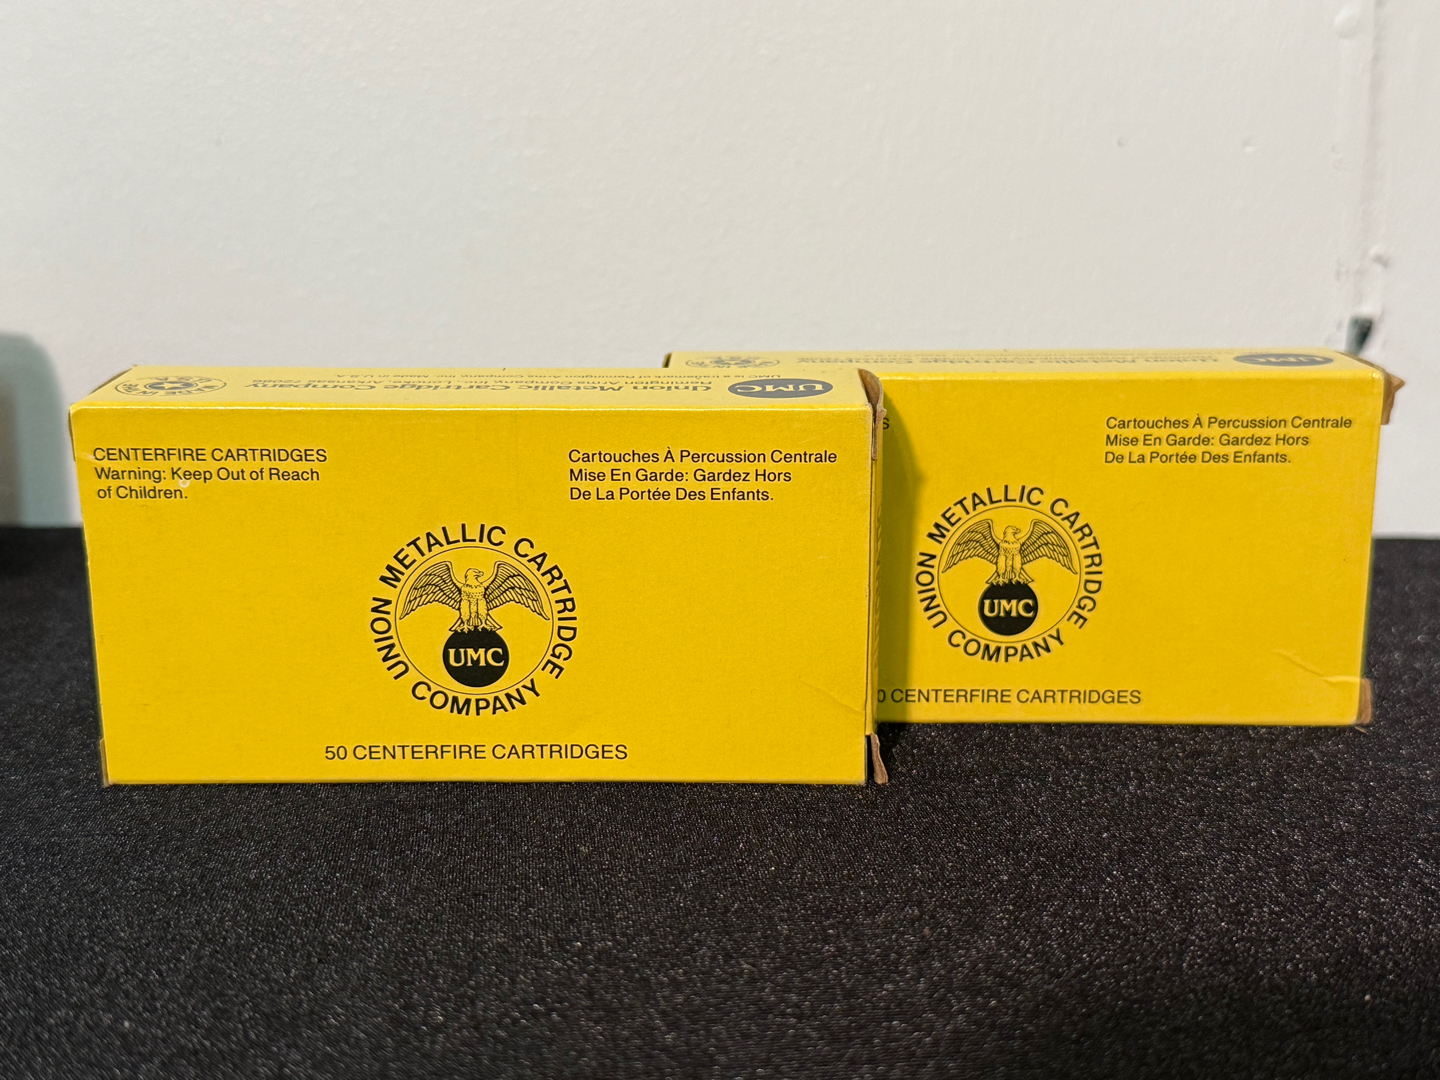 UMC
Union Metallic Cartridge Company
CENTERFIRE CARTRIDGES
Warning: Keep Out of Reach
of Children.
Cartouches À Percussion Centrale
Mise En Garde: Gardez Hors
De La Portée Des Enfants.
UNION METALLIC CARTRIDGE COMPANY
UMC
50 CENTERFIRE CARTRIDGES
UMC
Cartouches À Percussion Centrale
Mise En Garde: Gardez Hors
De La Portée Des Enfants.
UNION METALLIC CARTRIDGE COMPANY
UMC
0 CENTERFIRE CARTRIDGES